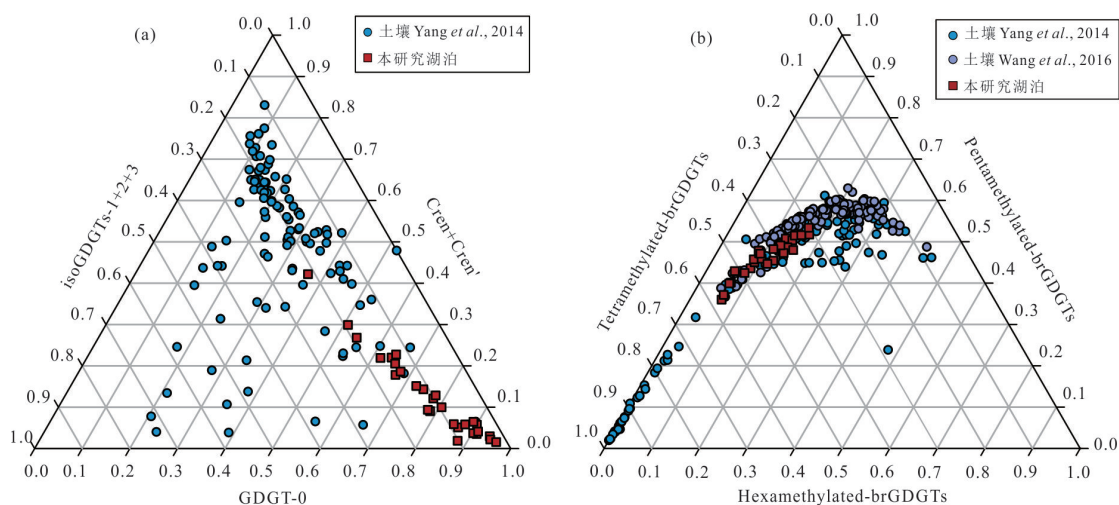 (a)
土壤 Yang et al., 2014
本研究湖泊
0.0 1.0
0.1 0.9
0.2 0.8
0.3 0.7
0.4 0.6
0.5 0.5
0.6 0.4
0.7 0.3
0.8 0.2
0.9 0.1
1.0 0.0
isoGDGTs-1+2+3
Cren+Cren'
0.0 0.1 0.2 0.3 0.4 0.5 0.6 0.7 0.8 0.9 1.0
GDGT-0
(b)
土壤 Yang et al., 2014
土壤 Wang et al., 2016
本研究湖泊
0.0 1.0
0.1 0.9
0.2 0.8
0.3 0.7
0.4 0.6
0.5 0.5
0.6 0.4
0.7 0.3
0.8 0.2
0.9 0.1
1.0 0.0
Tetramethylated-brGDGTs
Pentamethylated-brGDGTs
0.0 0.1 0.2 0.3 0.4 0.5 0.6 0.7 0.8 0.9 1.0
Hexamethylated-brGDGTs